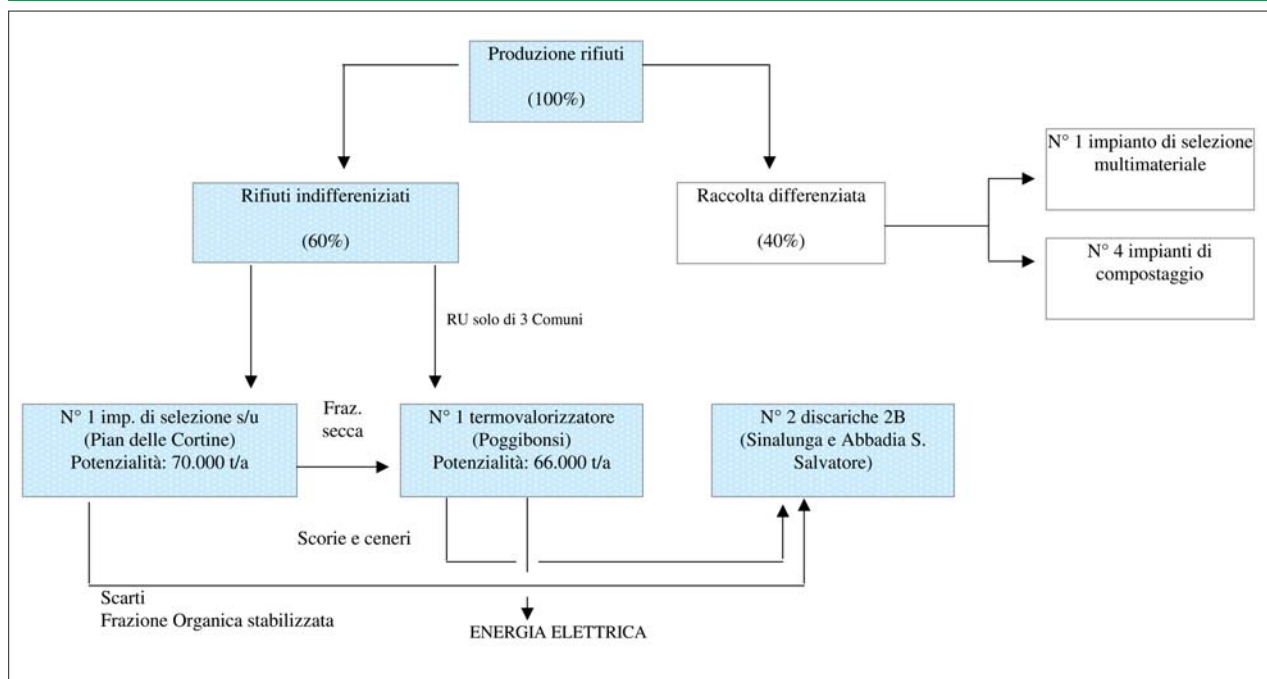 Produzione rifiuti
(100%)
Rifiuti indiffereniziati
(60%)
Raccolta differenziata
(40%)
N° 1 impianto di selezione
multimateriale
N° 4 impianti di
compostaggio
RU solo di 3 Comuni
N° 1 imp. di selezione s/u
(Pian delle Cortine)
Potenzialità: 70.000 t/a
Fraz.
secca
N° 1 termovalorizzatore
(Poggibonsi)
Potenzialità: 66.000 t/a
N° 2 discariche 2B
(Sinalunga e Abbadia S.
Salvatore)
Scorie e ceneri
Scarti
Frazione Organica stabilizzata
ENERGIA ELETTRICA